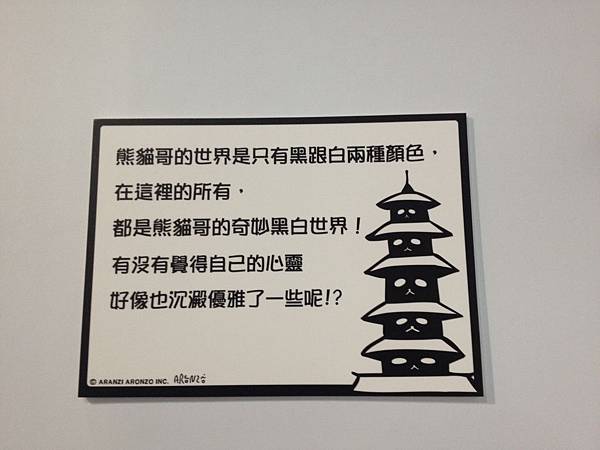 熊貓哥的世界是只有黑跟白兩種顏色，
在這裡的所有，
都是熊貓哥的奇妙黑白世界！
有沒有覺得自己的心靈
好像也沉澱優雅了一些呢!?
© ARANZI ARONZO INC. ARONZO